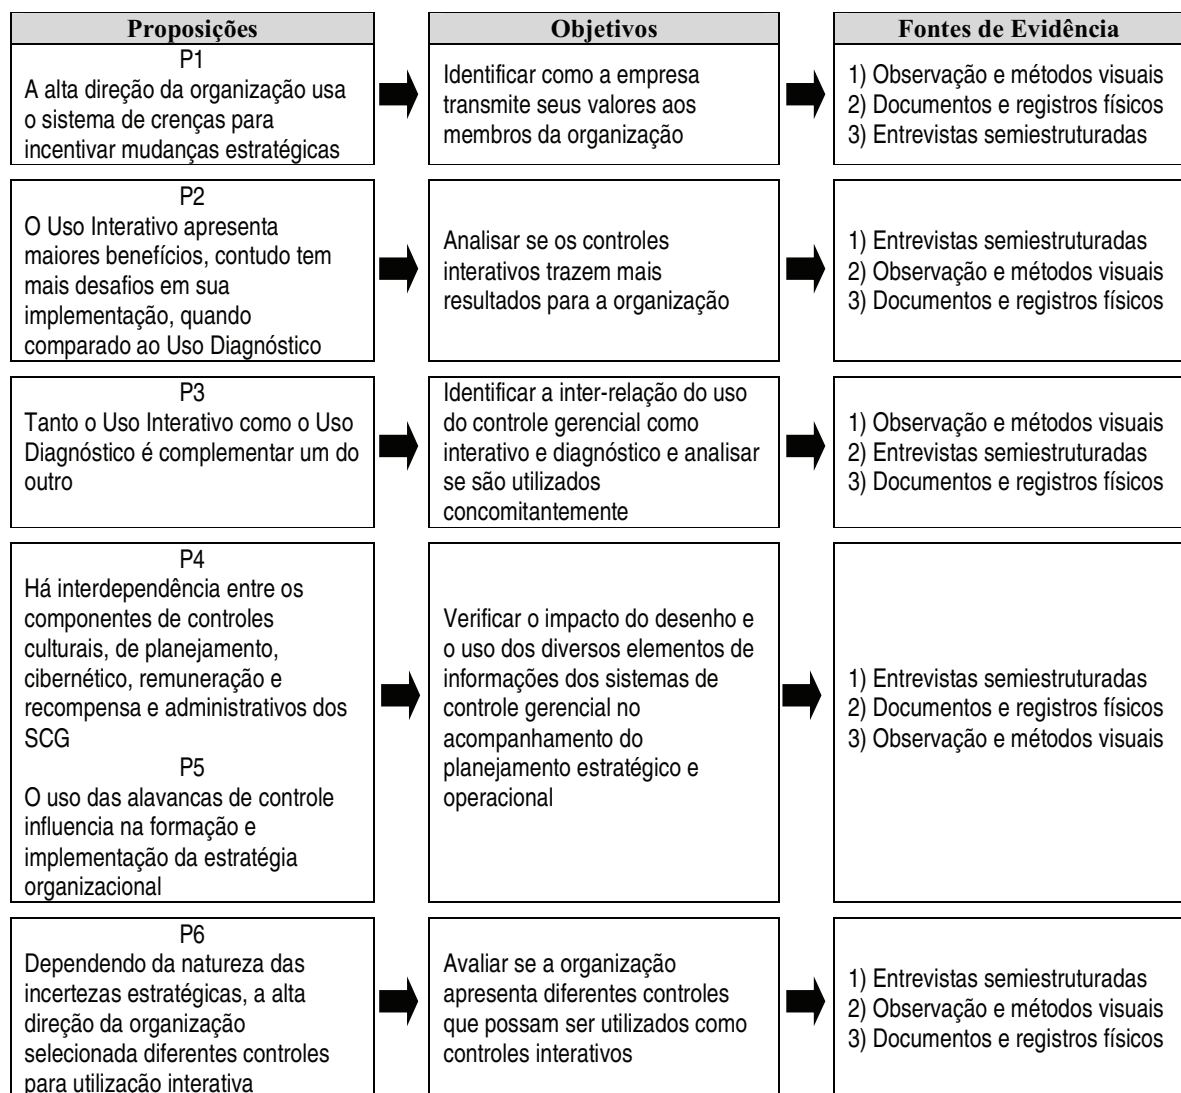 Proposições
Objetivos
Fontes de Evidência
P1
A alta direção da organização usa
o sistema de crenças para
incentivar mudanças estratégicas
Identificar como a empresa
transmite seus valores aos
membros da organização
1) Observação e métodos visuais
2) Documentos e registros físicos
3) Entrevistas semiestruturadas
P2
O Uso Interativo apresenta
maiores benefícios, contudo tem
mais desafios em sua
implementação, quando
comparado ao Uso Diagnóstico
Analisar se os controles
interativos trazem mais
resultados para a organização
1) Entrevistas semiestruturadas
2) Observação e métodos visuais
3) Documentos e registros físicos
P3
Tanto o Uso Interativo como o Uso
Diagnóstico é complementar um do
outro
Identificar a inter-relação do uso
do controle gerencial como
interativo e diagnóstico e analisar
se são utilizados
concomitantemente
1) Observação e métodos visuais
2) Entrevistas semiestruturadas
3) Documentos e registros físicos
P4
Há interdependência entre os
componentes de controles
culturais, de planejamento,
cibernético, remuneração e
recompensa e administrativos dos
SCG
P5
O uso das alavancas de controle
influencia na formação e
implementação da estratégia
organizacional
Verificar o impacto do desenho e
o uso dos diversos elementos de
informações dos sistemas de
controle gerencial no
acompanhamento do
planejamento estratégico e
operacional
1) Entrevistas semiestruturadas
2) Documentos e registros físicos
3) Observação e métodos visuais
P6
Dependendo da natureza das
incertezas estratégicas, a alta
direção da organização
selecionada diferentes controles
para utilização interativa
Avaliar se a organização
apresenta diferentes controles
que possam ser utilizados como
controles interativos
1) Entrevistas semiestruturadas
2) Observação e métodos visuais
3) Documentos e registros físicos